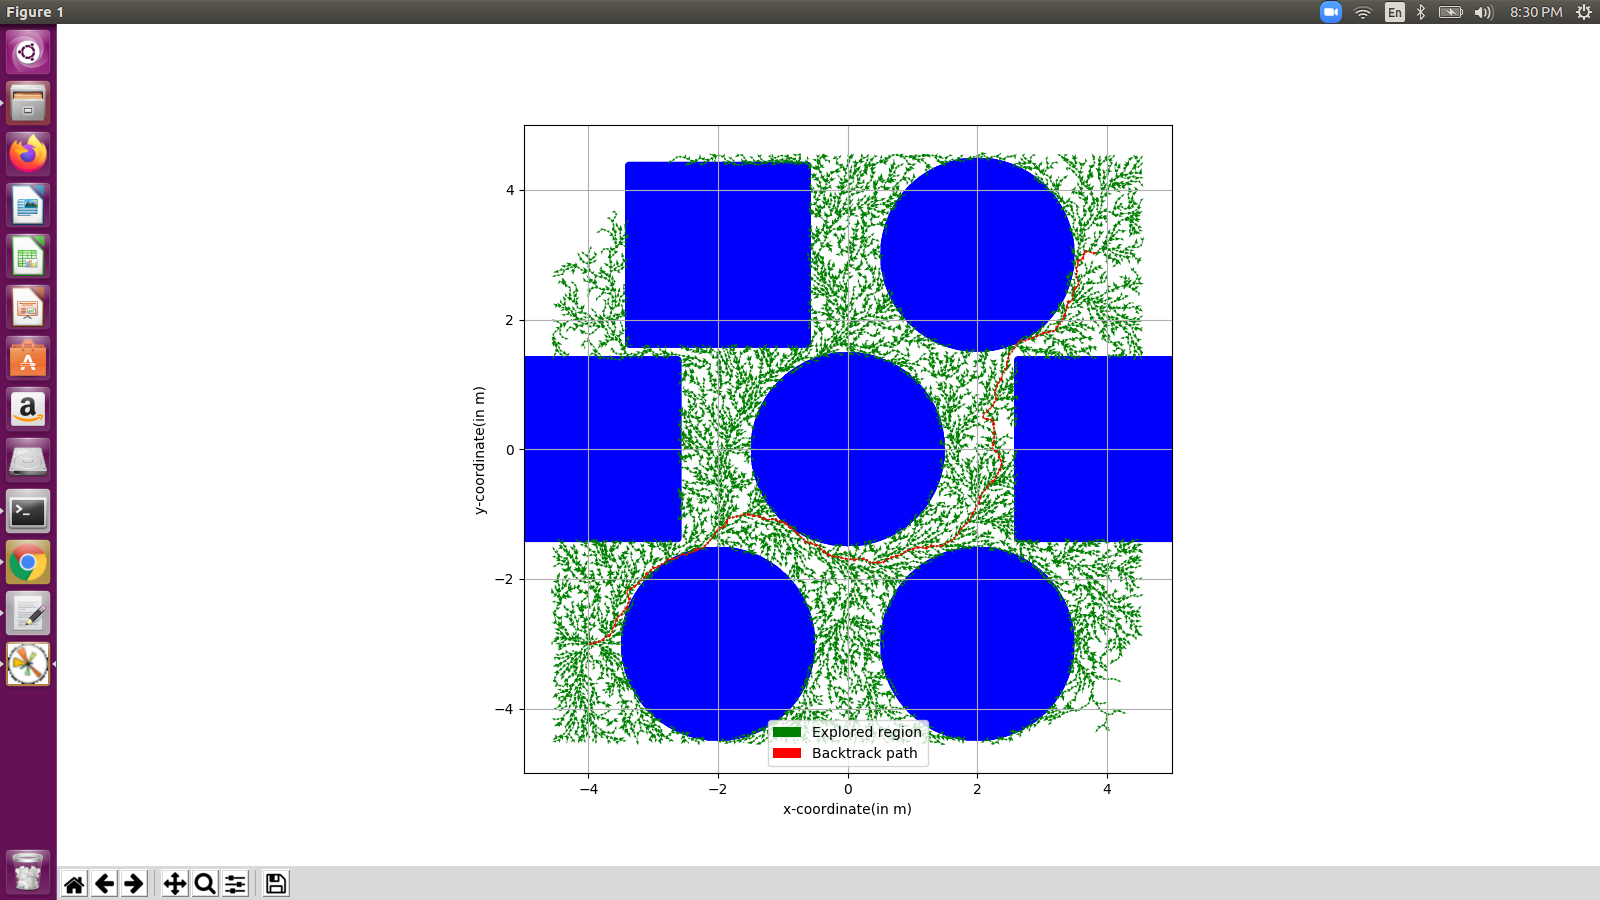 Figure 1
En
8:30 PM
4
2
0
−2
−4
y-coordinate(in m)
Explored region
Backtrack path
−4
−2
0
2
4
x-coordinate(in m)